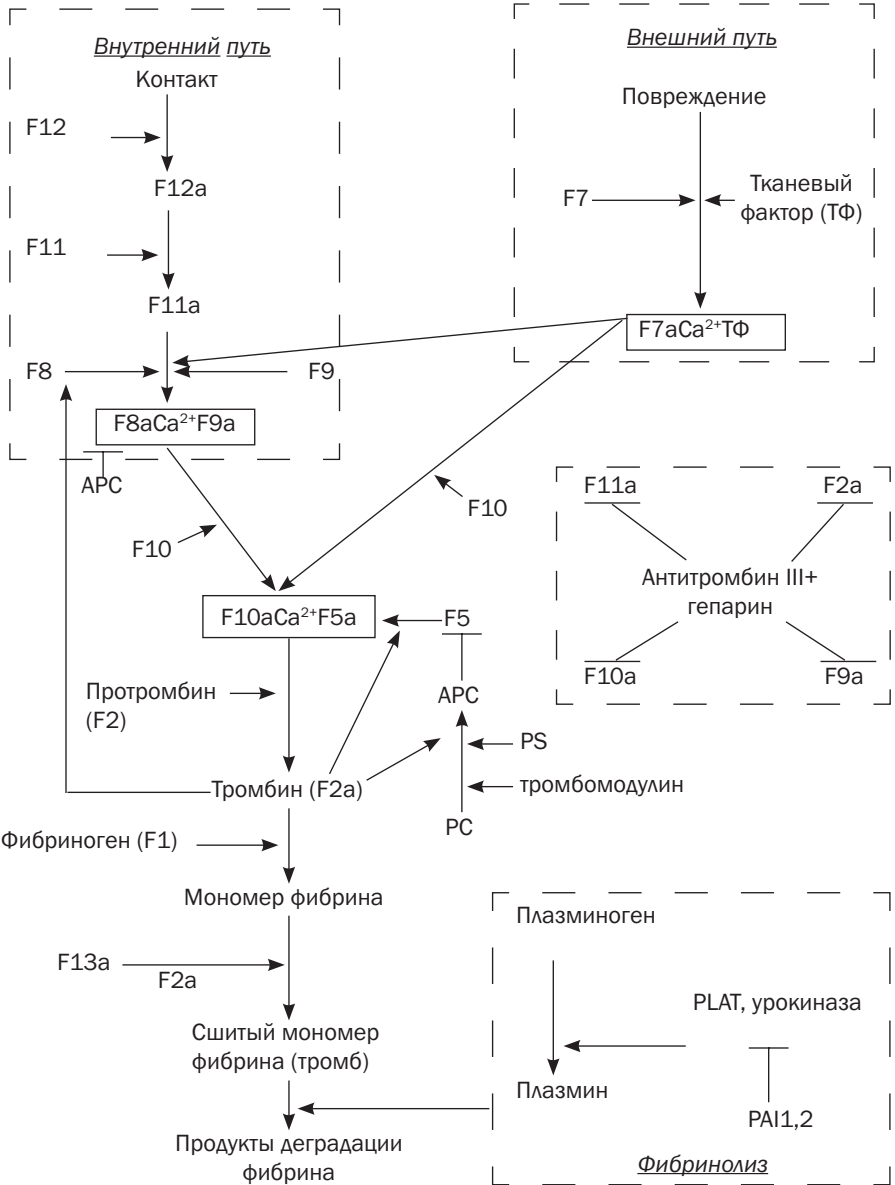 Внутренний путь
Контакт
F12
F12a
F11
F11a
F8
F9
F8aCa²⁺F9a
APC
F10
Внешний путь
Повреждение
F7
Тканевый
фактор (ТФ)
F7aCa²⁺ТФ
F10
F11a
F2a
Антитромбин III+
гепарин
F10a
F9a
F10aCa²⁺F5a
F5
APC
Протромбин
(F2)
PS
Тромбин (F2a)
тромбомодулин
PC
Фибриноген (F1)
Мономер фибрина
F13a
F2a
Сшитый мономер
фибрина (тромб)
Продукты деградации
фибрина
Плазминоген
PLAT, урокиназа
Плазмин
PAI1,2
Фибринолиз